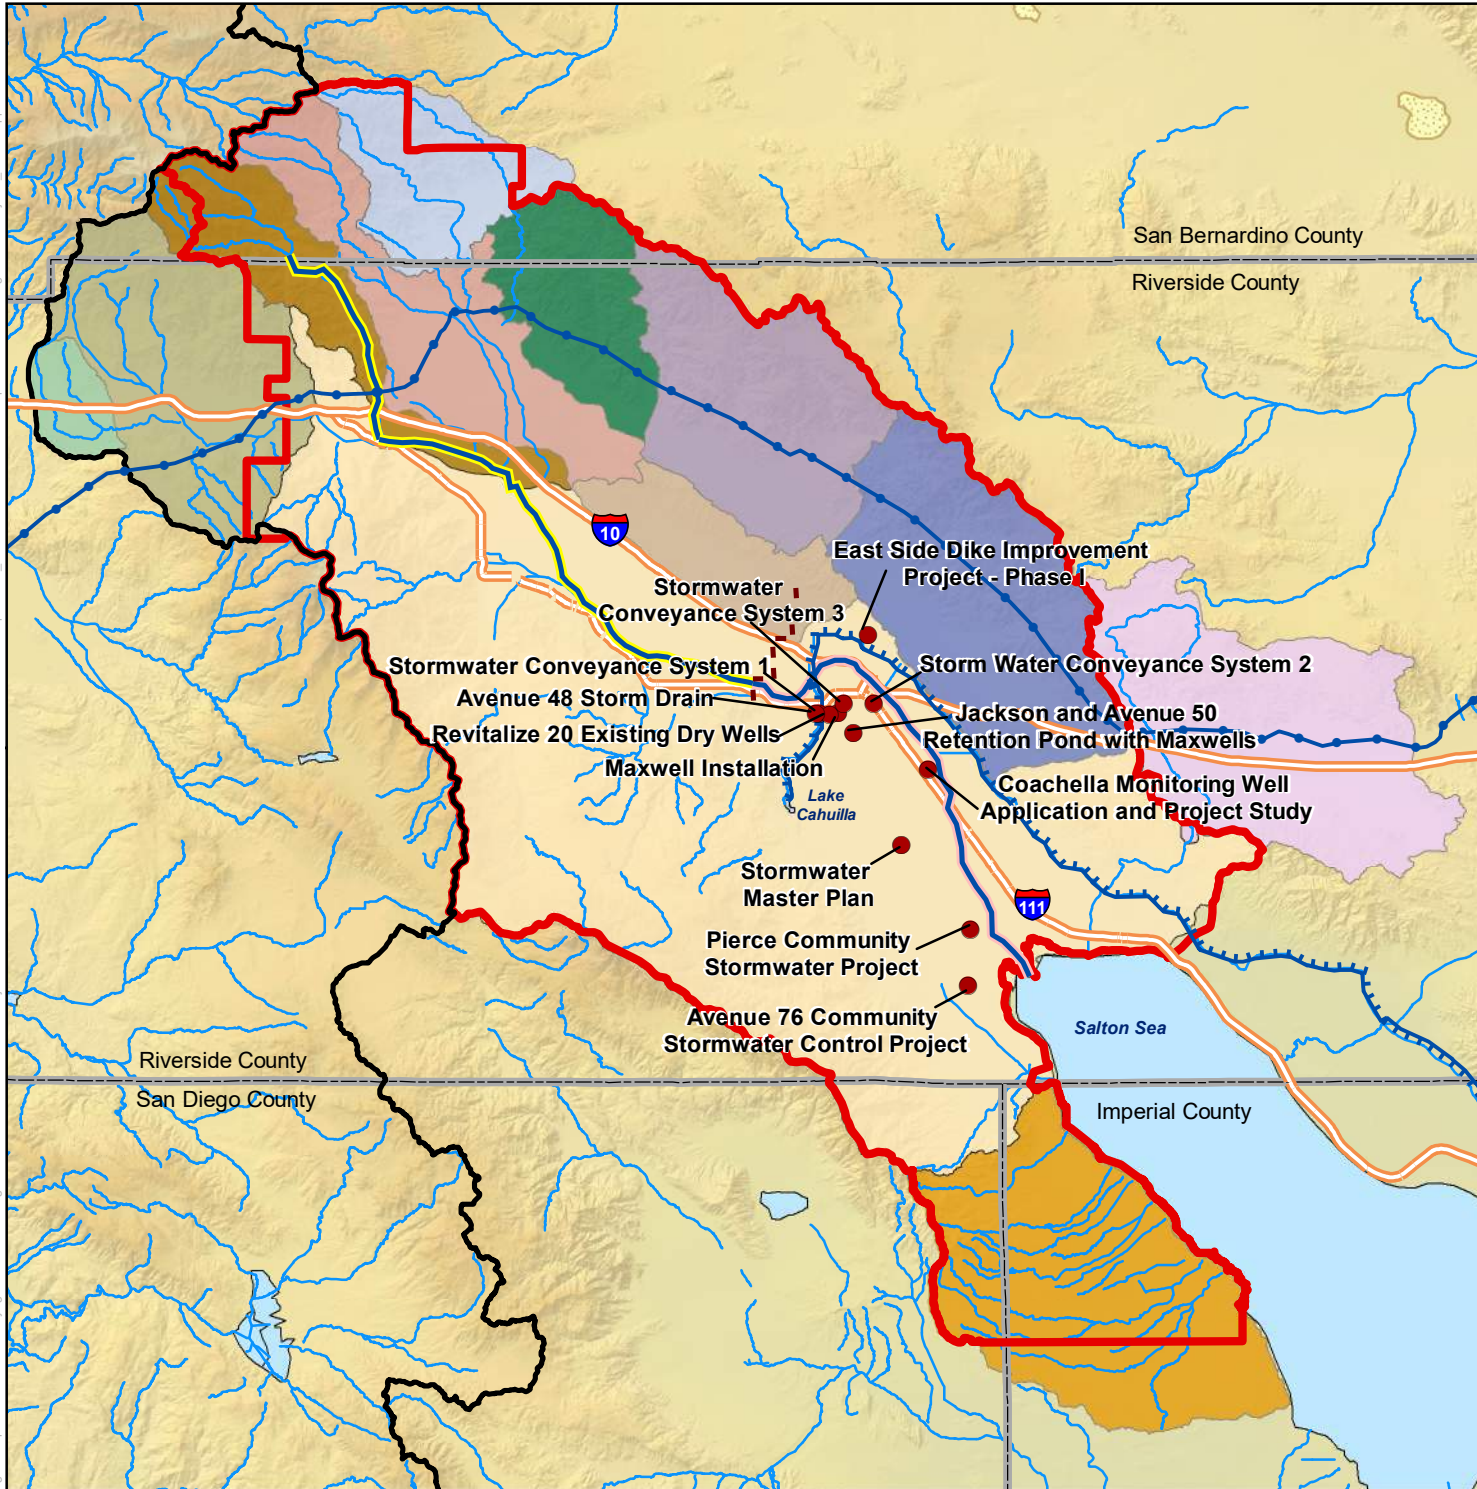 San Bernardino County
Riverside County
10
East Side Dike Improvement
Project - Phase I
Stormwater
Conveyance System 3
Stormwater Conveyance System 1
Storm Water Conveyance System 2
Avenue 48 Storm Drain
Jackson and Avenue 50
Retention Pond with Maxwells
Revitalize 20 Existing Dry Wells
Maxwell Installation
Coachella Monitoring Well
Application and Project Study
Lake
Cahuilla
Stormwater
Master Plan
111
Pierce Community
Stormwater Project
Avenue 76 Community
Stormwater Control Project
Salton Sea
Riverside County
San Diego County
Imperial County